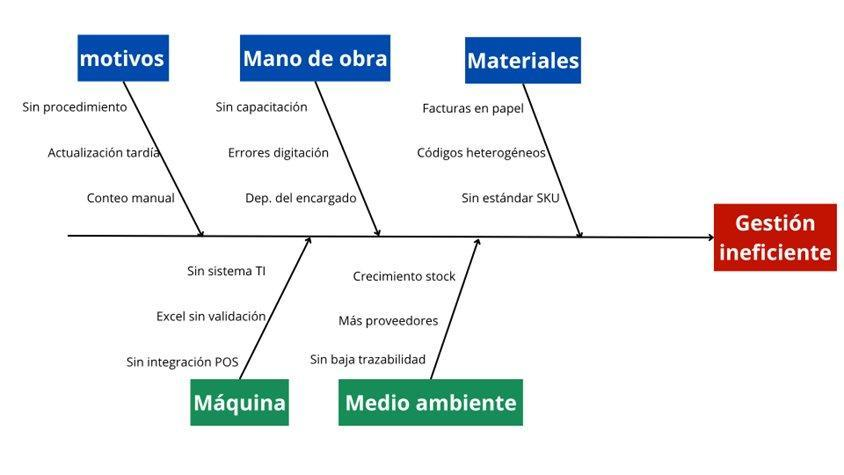 motivos
Mano de obra
Materiales
Sin procedimiento
Actualización tardía
Conteo manual
Sin capacitación
Errores digitación
Dep. del encargado
Facturas en papel
Códigos heterogéneos
Sin estándar SKU
Gestión
ineficiente
Sin sistema TI
Excel sin validación
Sin integración POS
Crecimiento stock
Más proveedores
Sin baja trazabilidad
Máquina
Medio ambiente